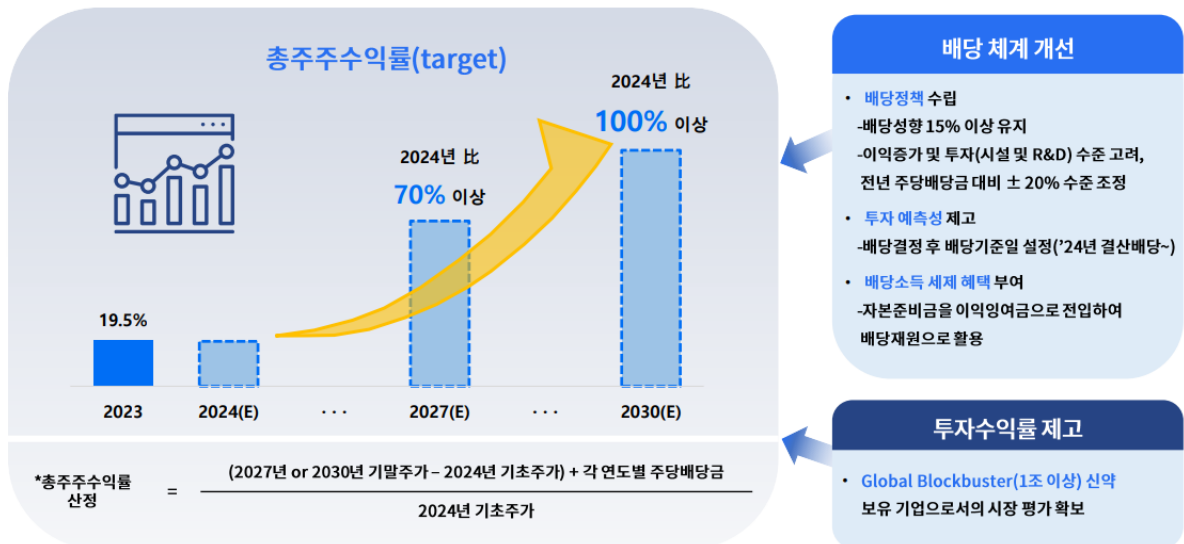 총주주수익률(target)
2024년 比
100% 이상
2024년 比
70% 이상
19.5%
2023
2024(E)
· · ·
2027(E)
· · ·
2030(E)
*총주주수익률
산정
=
(2027년 or 2030년 기말주가 – 2024년 기초주가) + 각 연도별 주당배당금
2024년 기초주가
배당 체계 개선
• 배당정책 수립
-배당성향 15% 이상 유지
-이익증가 및 투자(시설 및 R&D) 수준 고려,
전년 주당배당금 대비 ± 20% 수준 조정
• 투자 예측성 제고
-배당결정 후 배당기준일 설정(’24년 결산배당~)
• 배당소득 세제 혜택 부여
-자본준비금을 이익잉여금으로 전입하여
배당재원으로 활용
투자수익률 제고
• Global Blockbuster(1조 이상) 신약
보유 기업으로서의 시장 평가 확보